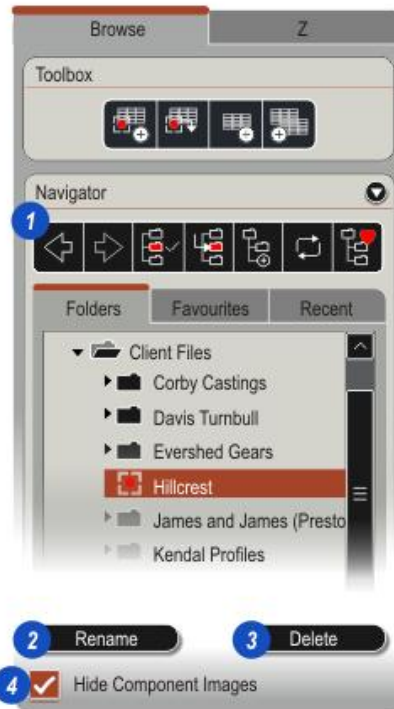 Browse Z
Toolbox
Navigator
1
Folders Favourites Recent
Client Files
Corby Castings
Davis Turnbull
Evershed Gears
Hillcrest
James and James (Presto
Kendal Profiles
2 Rename 3 Delete
4 Hide Component Images